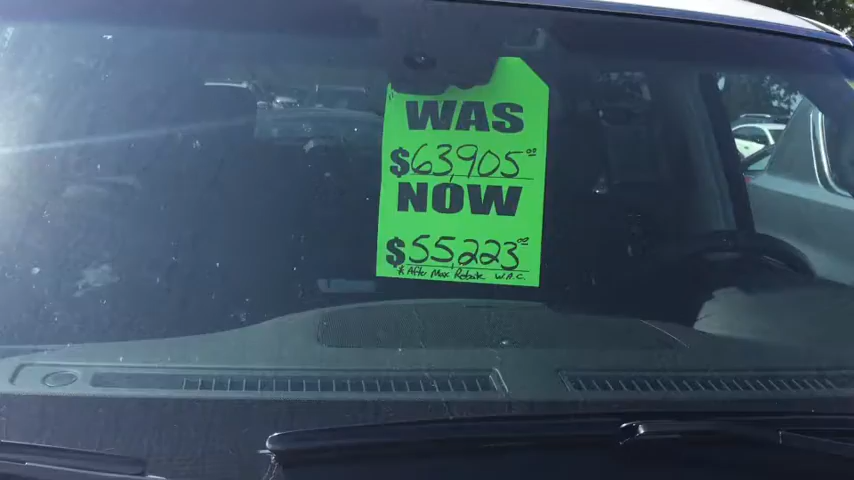 WAS
$63,905.00
NOW
$55,223.00
* After Max Rebate W.A.C.